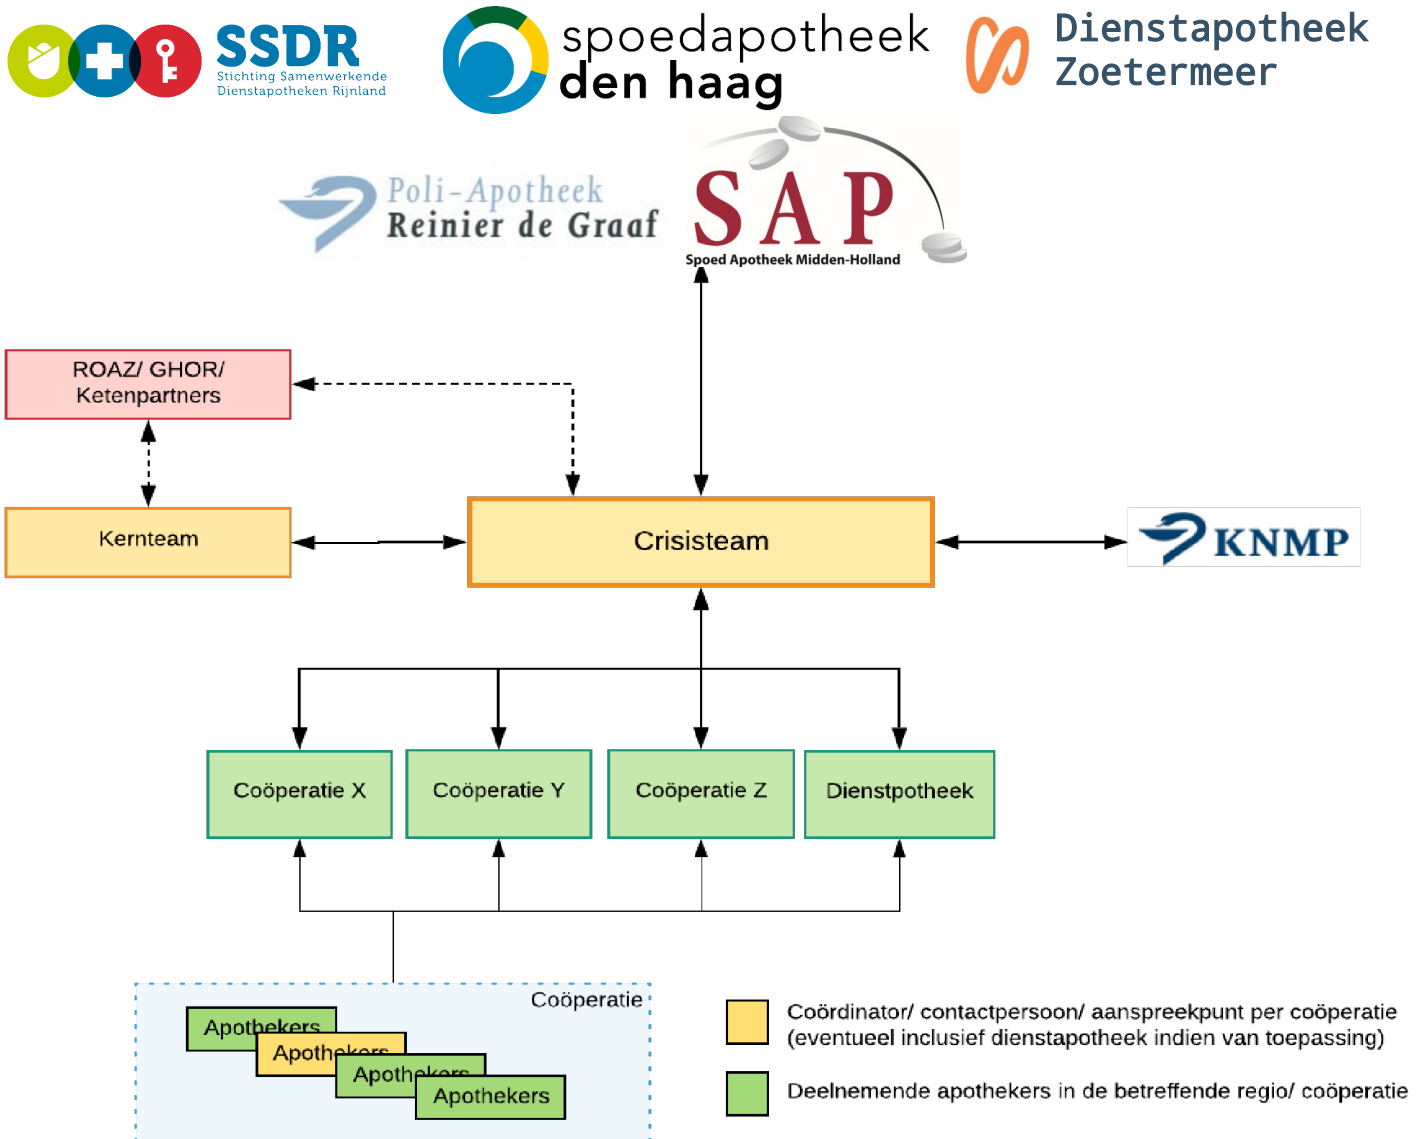 SSDR
Stichting Samenwerkende
Dienstapotheken Rijnland
spoedapotheek
den haag
Dienstapotheek
Zoetermeer
Poli-Apotheek
Reinier de Graaf
SAP
Spoed Apotheek Midden-Holland
ROAZ/ GHOR/
Ketenpartners
Kernteam
Crisisteam
KNMP
Coöperatie X
Coöperatie Y
Coöperatie Z
Dienstpotheek
Coöperatie
Apothekers
Apothekers
Apothekers
Apothekers
Coördinator/ contactpersoon/ aanspreekpunt per coöperatie
(eventueel inclusief dienstapotheek indien van toepassing)
Deelnemende apothekers in de betreffende regio/ coöperatie